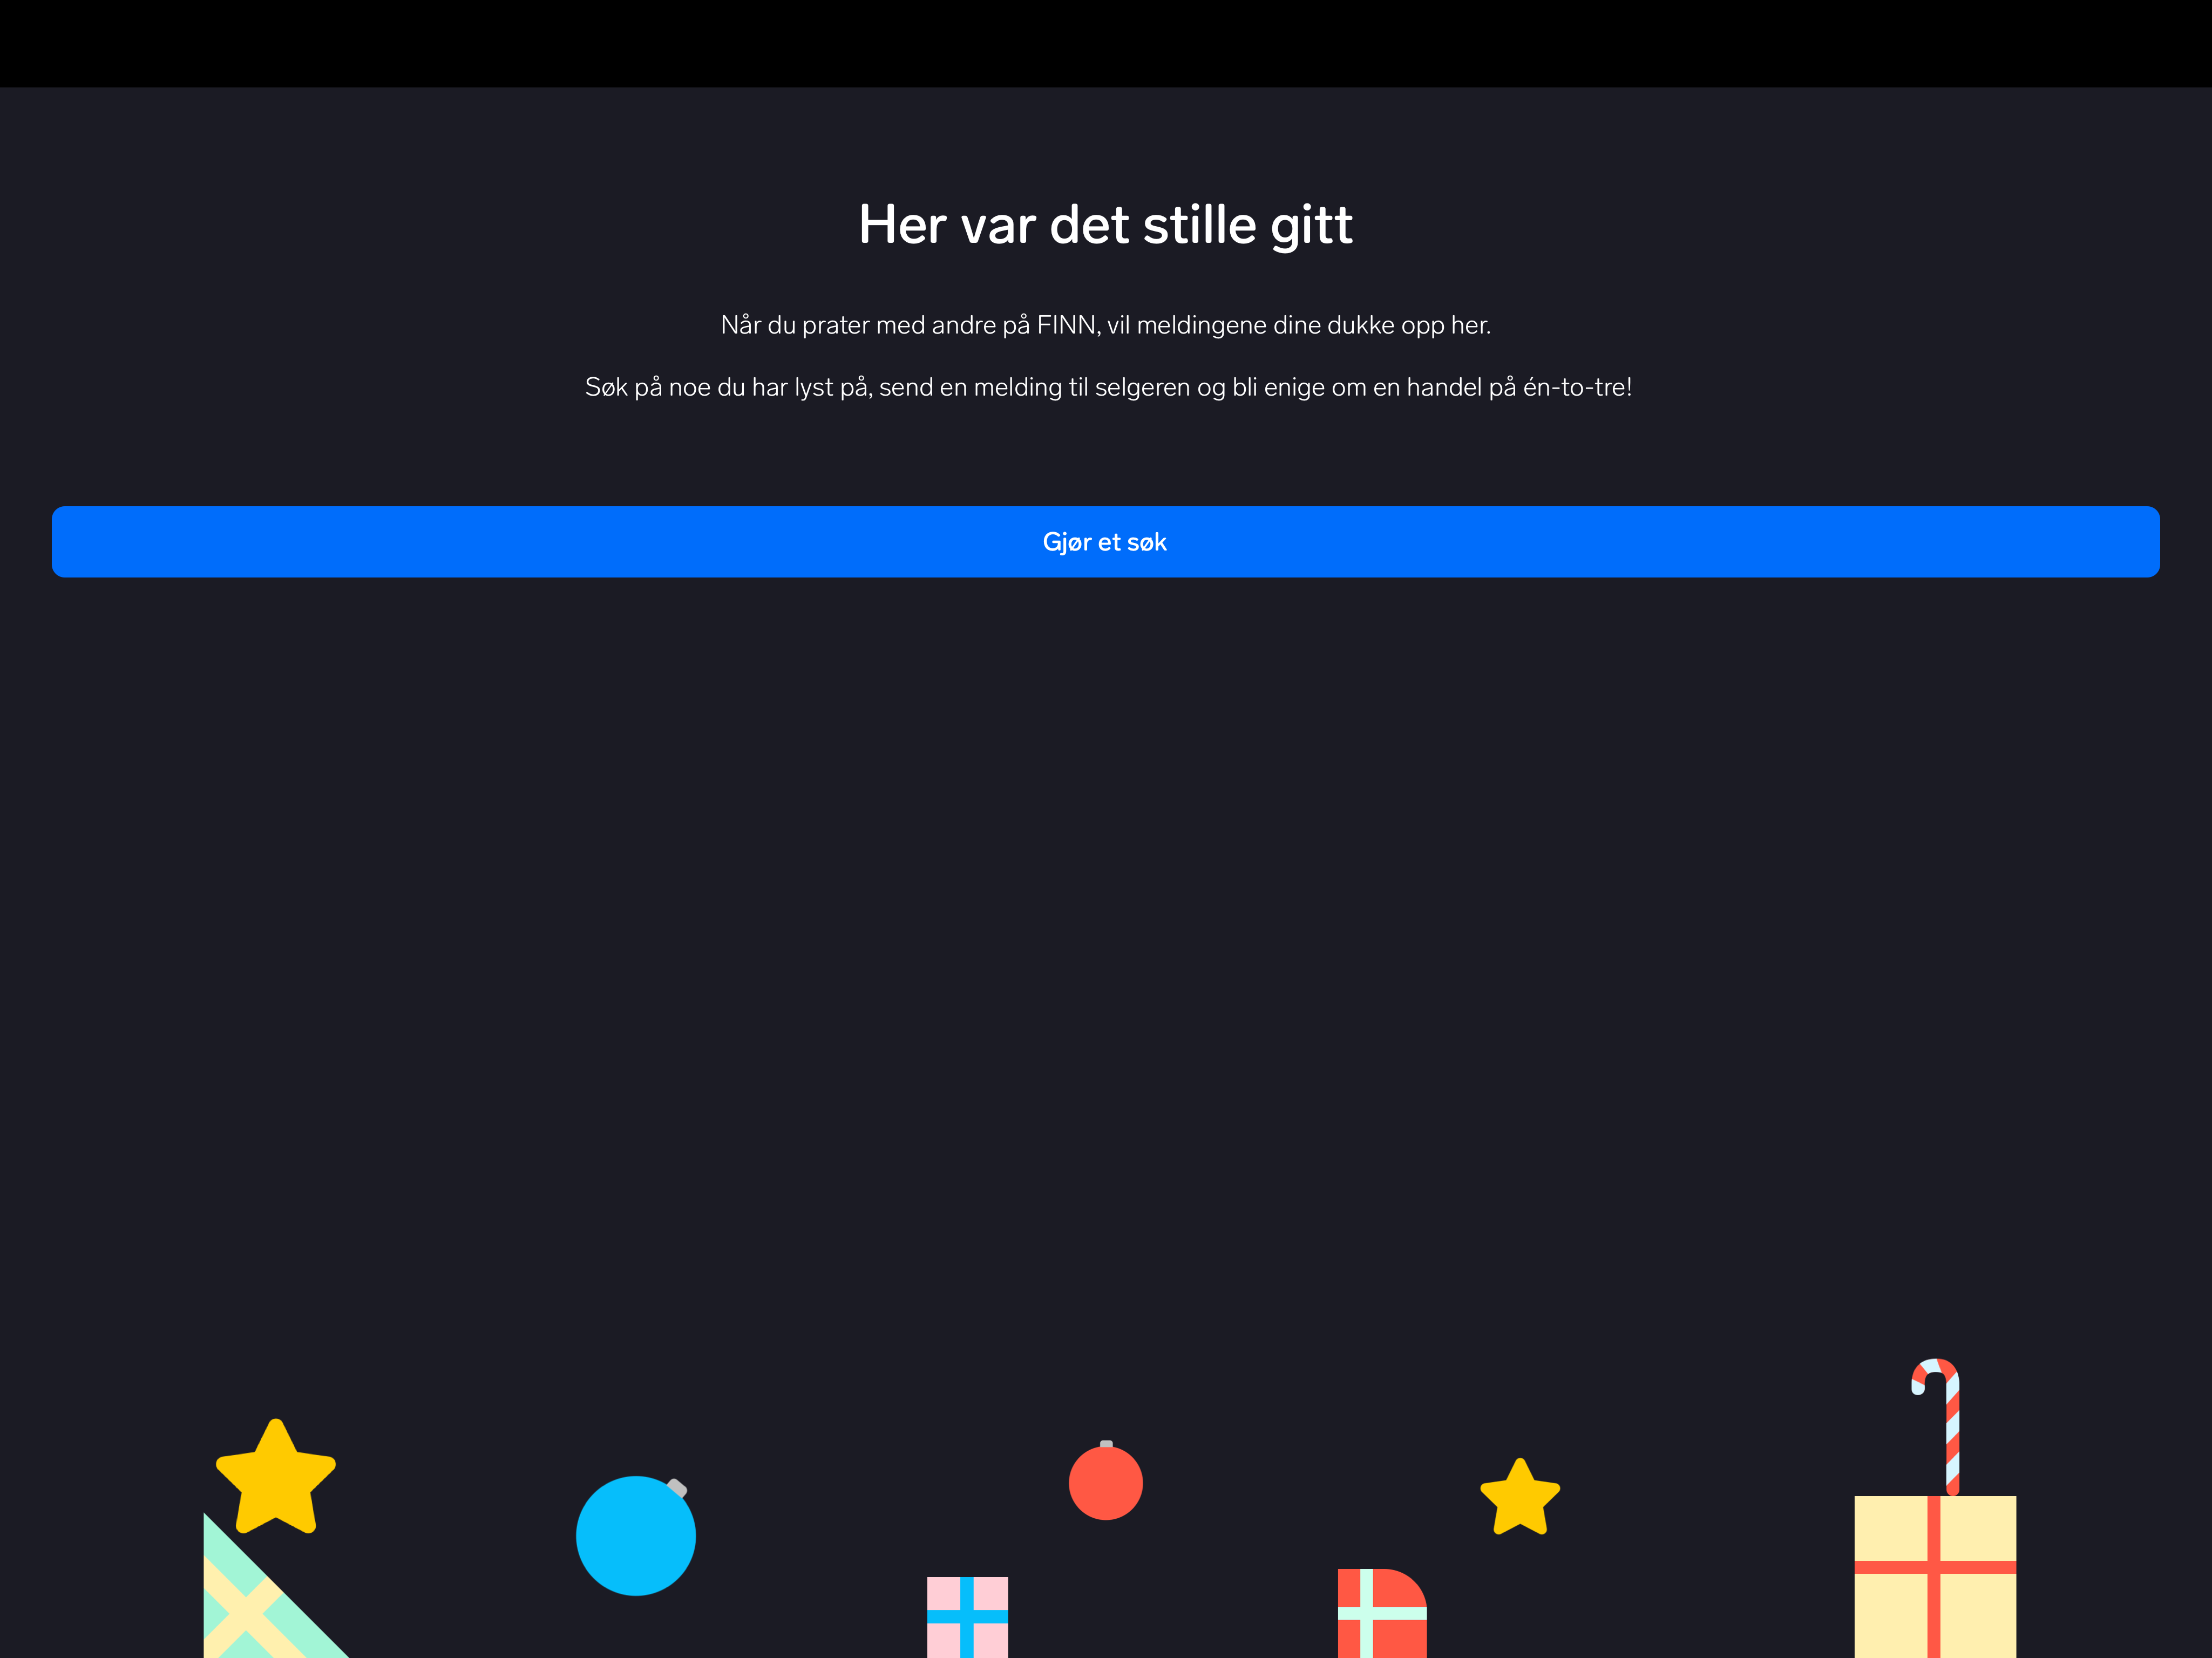 Her var det stille gitt
Når du prater med andre på FINN, vil meldingene dine dukke opp her.
Søk på noe du har lyst på, send en melding til selgeren og bli enige om en handel på én-to-tre!
Gjør et søk